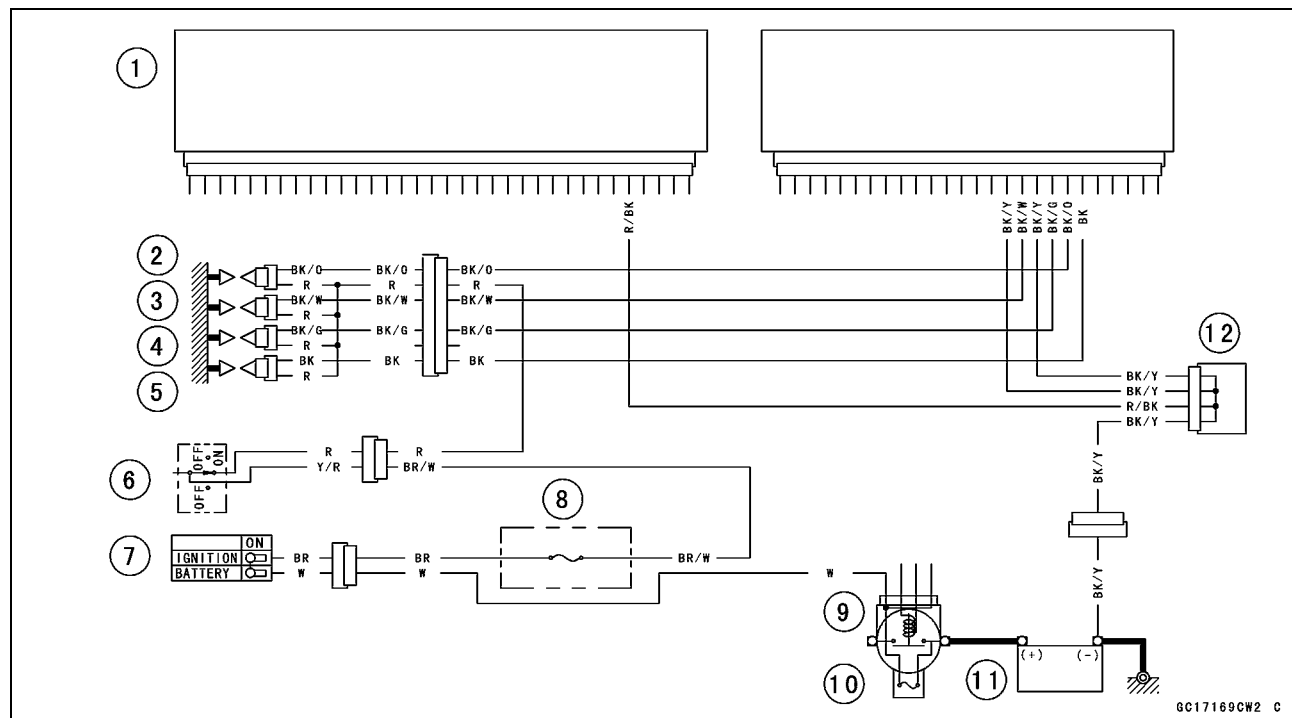 1
R/BK
BK/Y
BK/W
BK/Y
BK/G
BK/O
BK
2
BK/O BK/O BK/O
R R R
3
BK/W BK/W BK/W
R
4
BK/G BK/G BK/G
R
BK BK BK
5
R
12
BK/Y
BK/Y
R/BK
BK/Y
BK/Y
6
OFF ON
OFF
R R
Y/R BR/W
8
7
ON
IGNITION BR BR BR/W
BATTERY W W W
BK/Y
9
10
11
(+) (-)
GC17169CW2 C